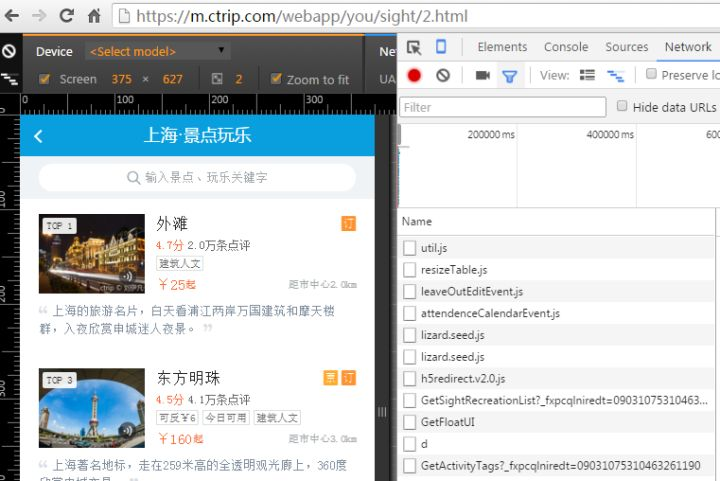 https://m.ctrip.com/webapp/you/sight/2.html
Device <Select model>
Screen 375 × 627 2 Zoom to fit
Net
UA
Elements Console Sources Network
View: Preserve lo
Filter Hide data URLs
0 100 200 300
0
100
200
300
200000 ms 400000 ms 600
上海·景点玩乐
输入景点、玩乐关键字
TOP 1
外滩
订
4.7分 2.0万条点评
建筑人文
¥25起
距市中心2.0km
“ 上海的旅游名片，白天看浦江两岸万国建筑和摩天楼
群，入夜欣赏申城迷人夜景。 ”
TOP 3
东方明珠
票 订
4.5分 4.1万条点评
可反¥6 今日可用 建筑人文
¥160起
距市中心3.0km
“ 上海著名地标，走在259米高的全透明观光廊上，360度
Name
util.js
resizeTable.js
leaveOutEditEvent.js
attendenceCalendarEvent.js
lizard.seed.js
lizard.seed.js
h5redirect.v2.0.js
GetSightRecreationList?_fxpcqlniredt=09031075310463...
GetFloatUI
d
GetActivityTags?_fxpcqlniredt=09031075310463261190